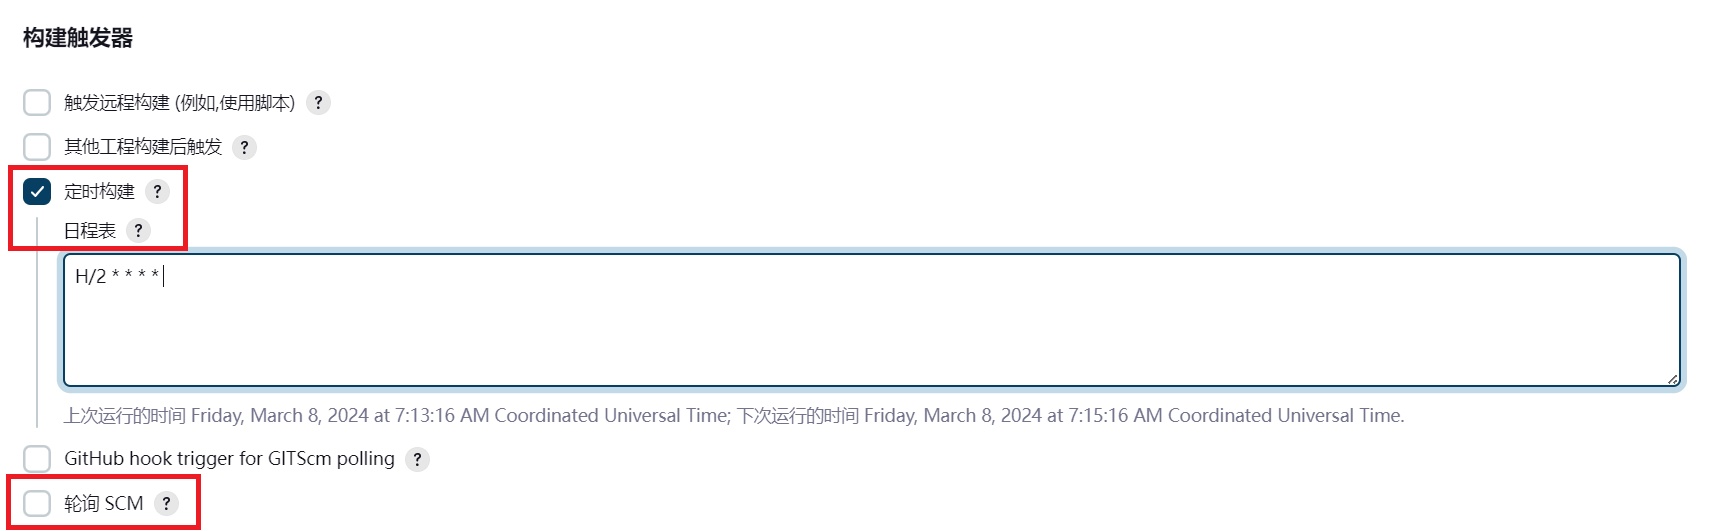 构建触发器
触发远程构建 (例如,使用脚本) ?
其他工程构建后触发 ?
定时构建 ?
日程表 ?
H/2 * * * *
上次运行的时间 Friday, March 8, 2024 at 7:13:16 AM Coordinated Universal Time; 下次运行的时间 Friday, March 8, 2024 at 7:15:16 AM Coordinated Universal Time.
GitHub hook trigger for GITScm polling ?
轮询 SCM ?